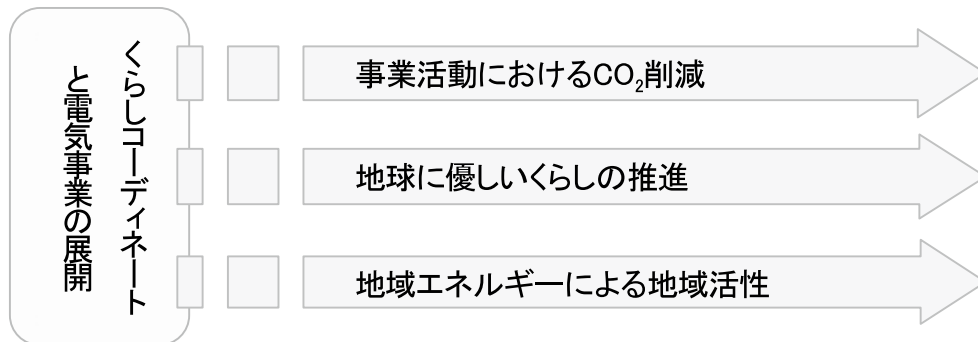 くらしコーディネート
と電気事業の展開
事業活動におけるCO₂削減
地球に優しいくらしの推進
地域エネルギーによる地域活性